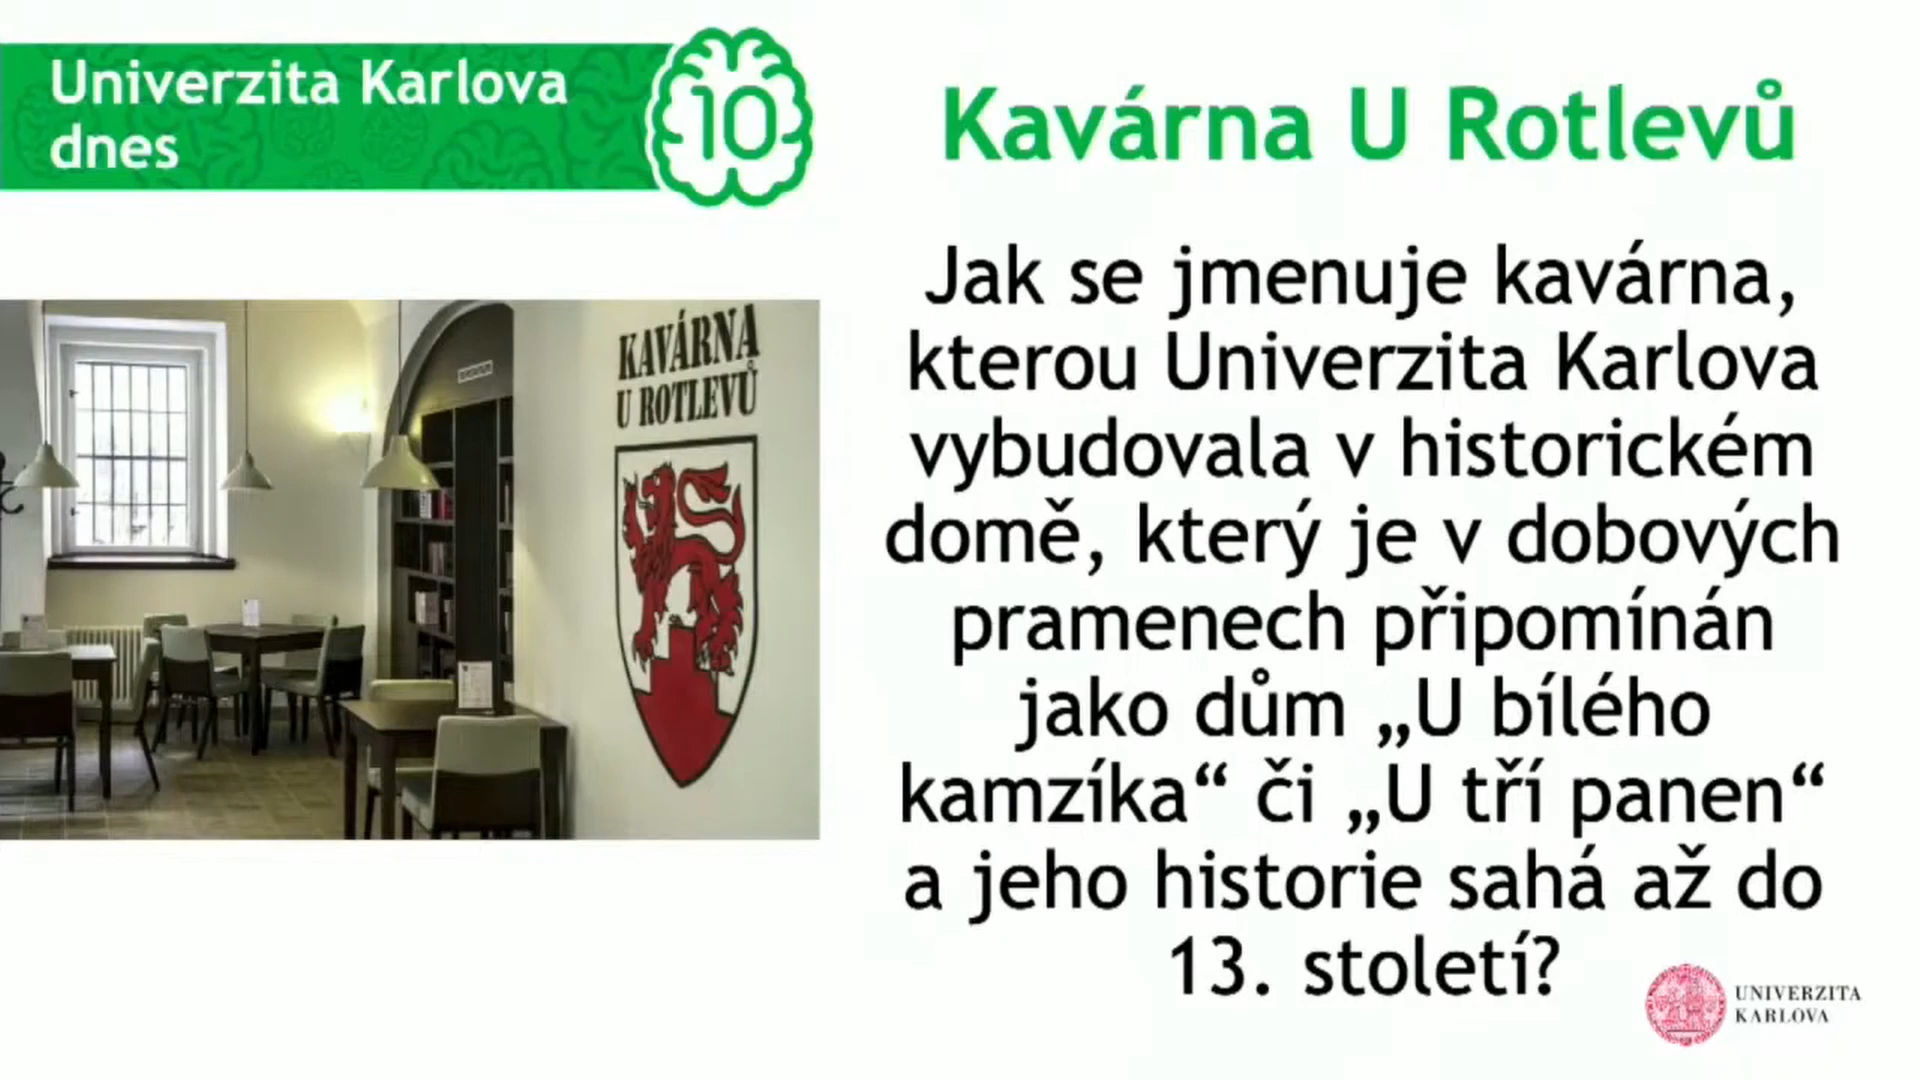 Univerzita Karlova
dnes
10
Kavárna U Rotlevů
Jak se jmenuje kavárna,
kterou Univerzita Karlova
vybudovala v historickém
domě, který je v dobových
pramenech připomínán
jako dům „U bílého
kamzíka“ či „U tří panen“
a jeho historie sahá až do
13. století?
KAVÁRNA
U ROTLEVŮ
UNIVERZITA
KARLOVA